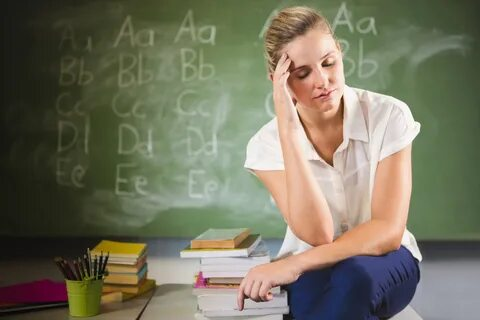 Aa Aa Aa Aa
Bb Bb Bb Bb
Cc Cc Cc
Dd Dd Dd
Ee Ee Ee